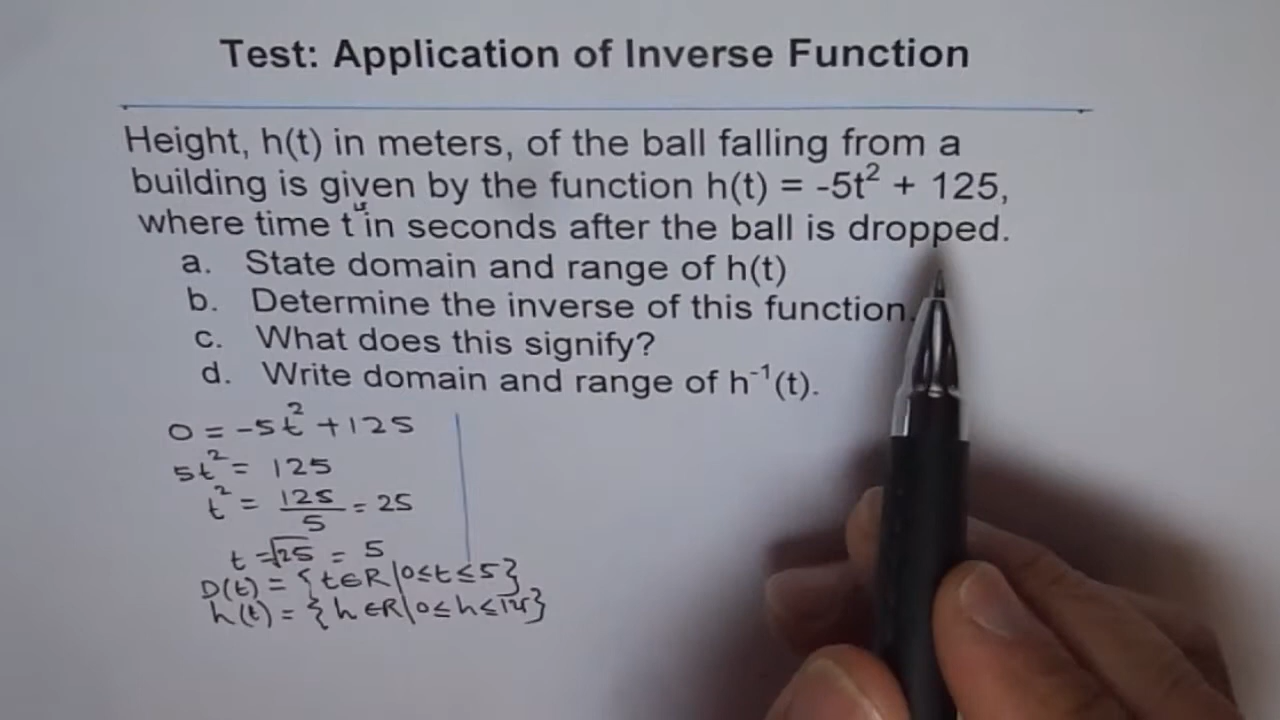 Test: Application of Inverse Function
Height, h(t) in meters, of the ball falling from a
building is given by the function h(t) = -5t² + 125,
where time t is in seconds after the ball is dropped.
a. State domain and range of h(t)
b. Determine the inverse of this function.
c. What does this signify?
d. Write domain and range of h⁻¹(t).
0 = -5t² + 125
5t² = 125
t² = 125/5 = 25
t = √25 = 5
D(t) = {t∈R|0≤t≤5}
h(t) = {h∈R|0≤h≤125}